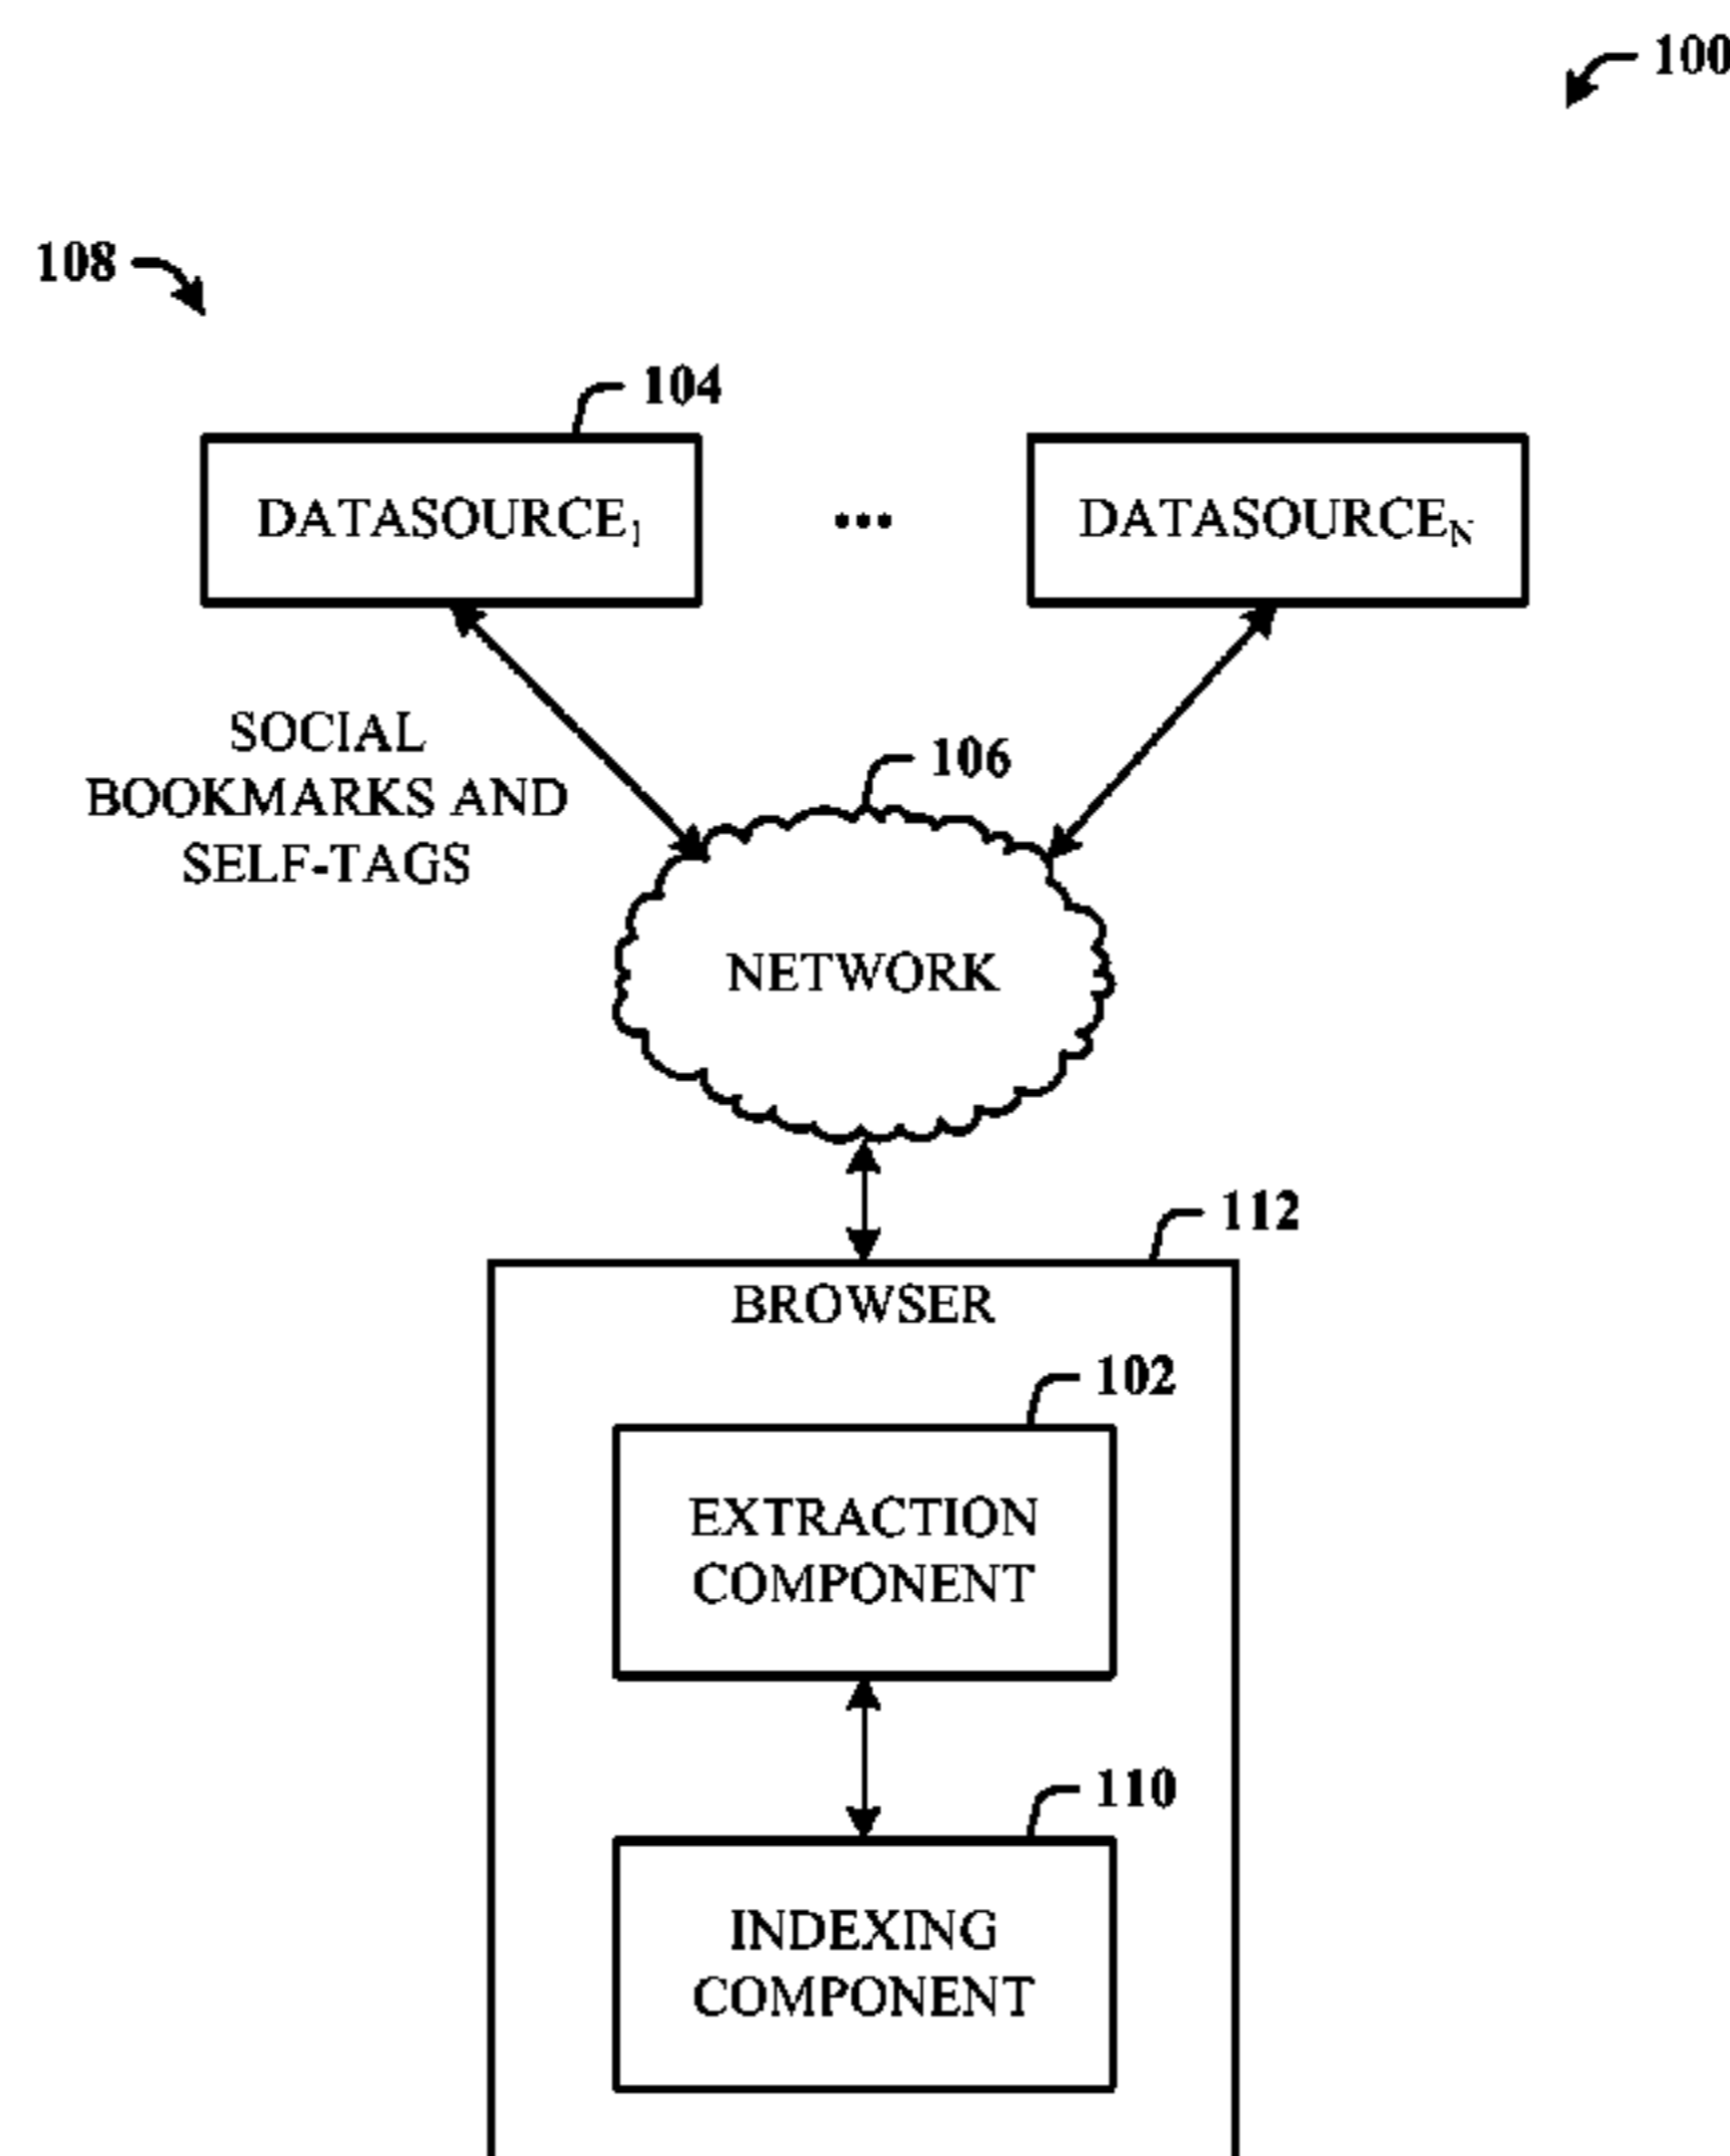 100
108
104
DATASOURCE1 ... DATASOURCEN
SOCIAL
BOOKMARKS AND
SELF-TAGS
106
NETWORK
112
BROWSER
102
EXTRACTION
COMPONENT
110
INDEXING
COMPONENT